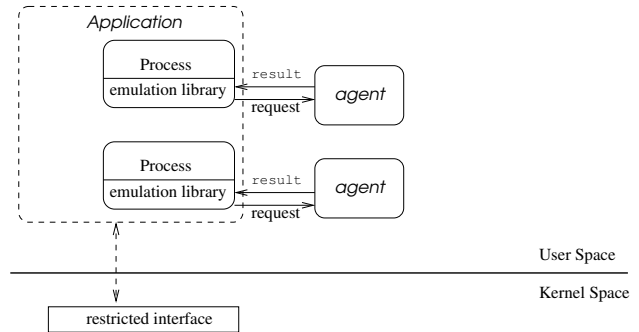 Application
Process
emulation library
result
request
agent
Process
emulation library
result
request
agent
User Space
Kernel Space
restricted interface